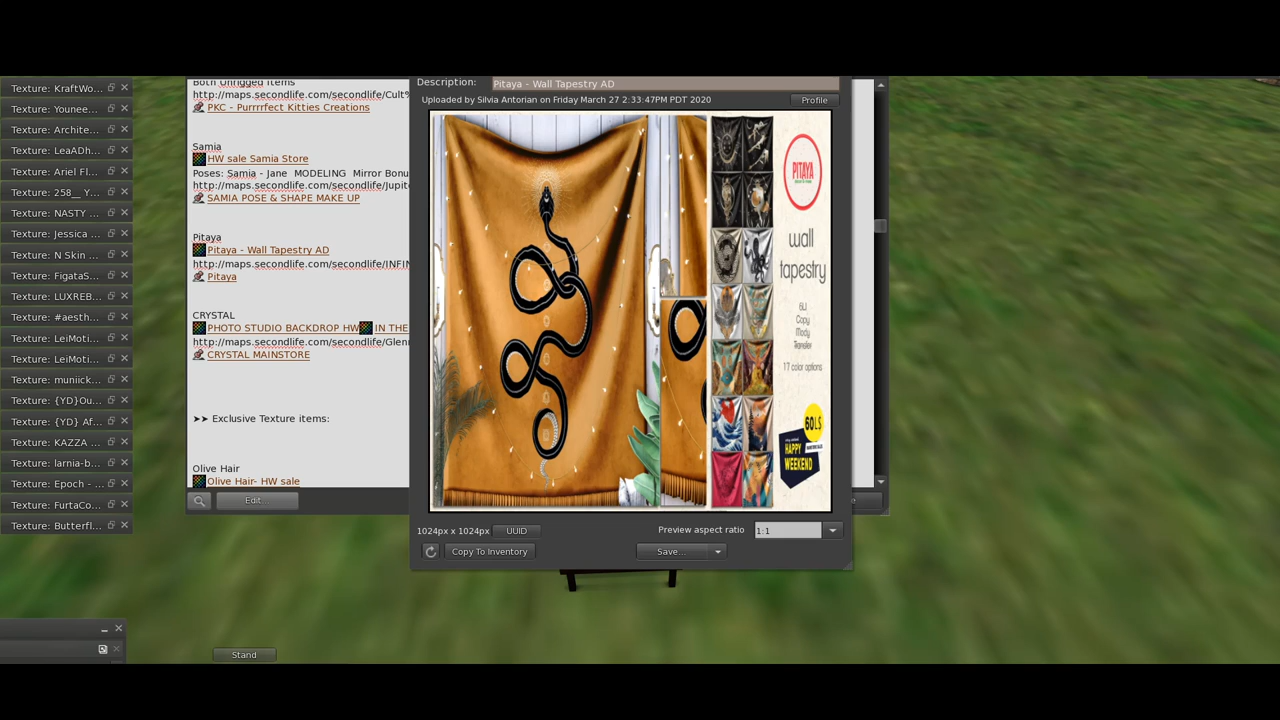 Texture: KraftWo...
Texture: Younee...
Texture: Archite...
Texture: LeaADh...
Texture: Ariel Fl...
Texture: 258__ Y...
Texture: NASTY ...
Texture: Jessica ...
Texture: N Skin ...
Texture: FigataS...
Texture: LUXREB...
Texture: #aesth...
Texture: LeiMoti...
Texture: LeiMoti...
Texture: muniick...
Texture: {YD}Ou...
Texture: {YD} Af...
Texture: KAZZA ...
Texture: larnia-b...
Texture: Epoch - ...
Texture: FurtaCo...
Texture: Butterfl...
Both Unrigged Items
http://maps.secondlife/Cult%
PKC - Purrrrfect Kitties Creations
Samia
HW sale Samia Store
Poses: Samia - Jane MODELING Mirror Bonu
http://maps.secondlife.com/secondlife/Jupit
SAMIA POSE & SHAPE MAKE UP
Pitaya
Pitaya - Wall Tapestry AD
http://maps.secondlife.com/secondlife/INFIN
Pitaya
CRYSTAL
PHOTO STUDIO BACKDROP HW IN THE
http://maps.secondlife.com/secondlife/Glenn
CRYSTAL MAINSTORE
➤➤ Exclusive Texture items:
Olive Hair
Olive Hair- HW sale
Edit...
Description: Pitaya - Wall Tapestry AD
Uploaded by Silvia Antorian on Friday March 27 2:33:47PM PDT 2020
Profile
PITAYA
wall
tapestry
6LI
Copy
Mody
Transfer
17 color options
60L$
HAPPY
WEEKEND
1024px x 1024px UUID
Preview aspect ratio 1:1
Copy To Inventory
Save...
Stand